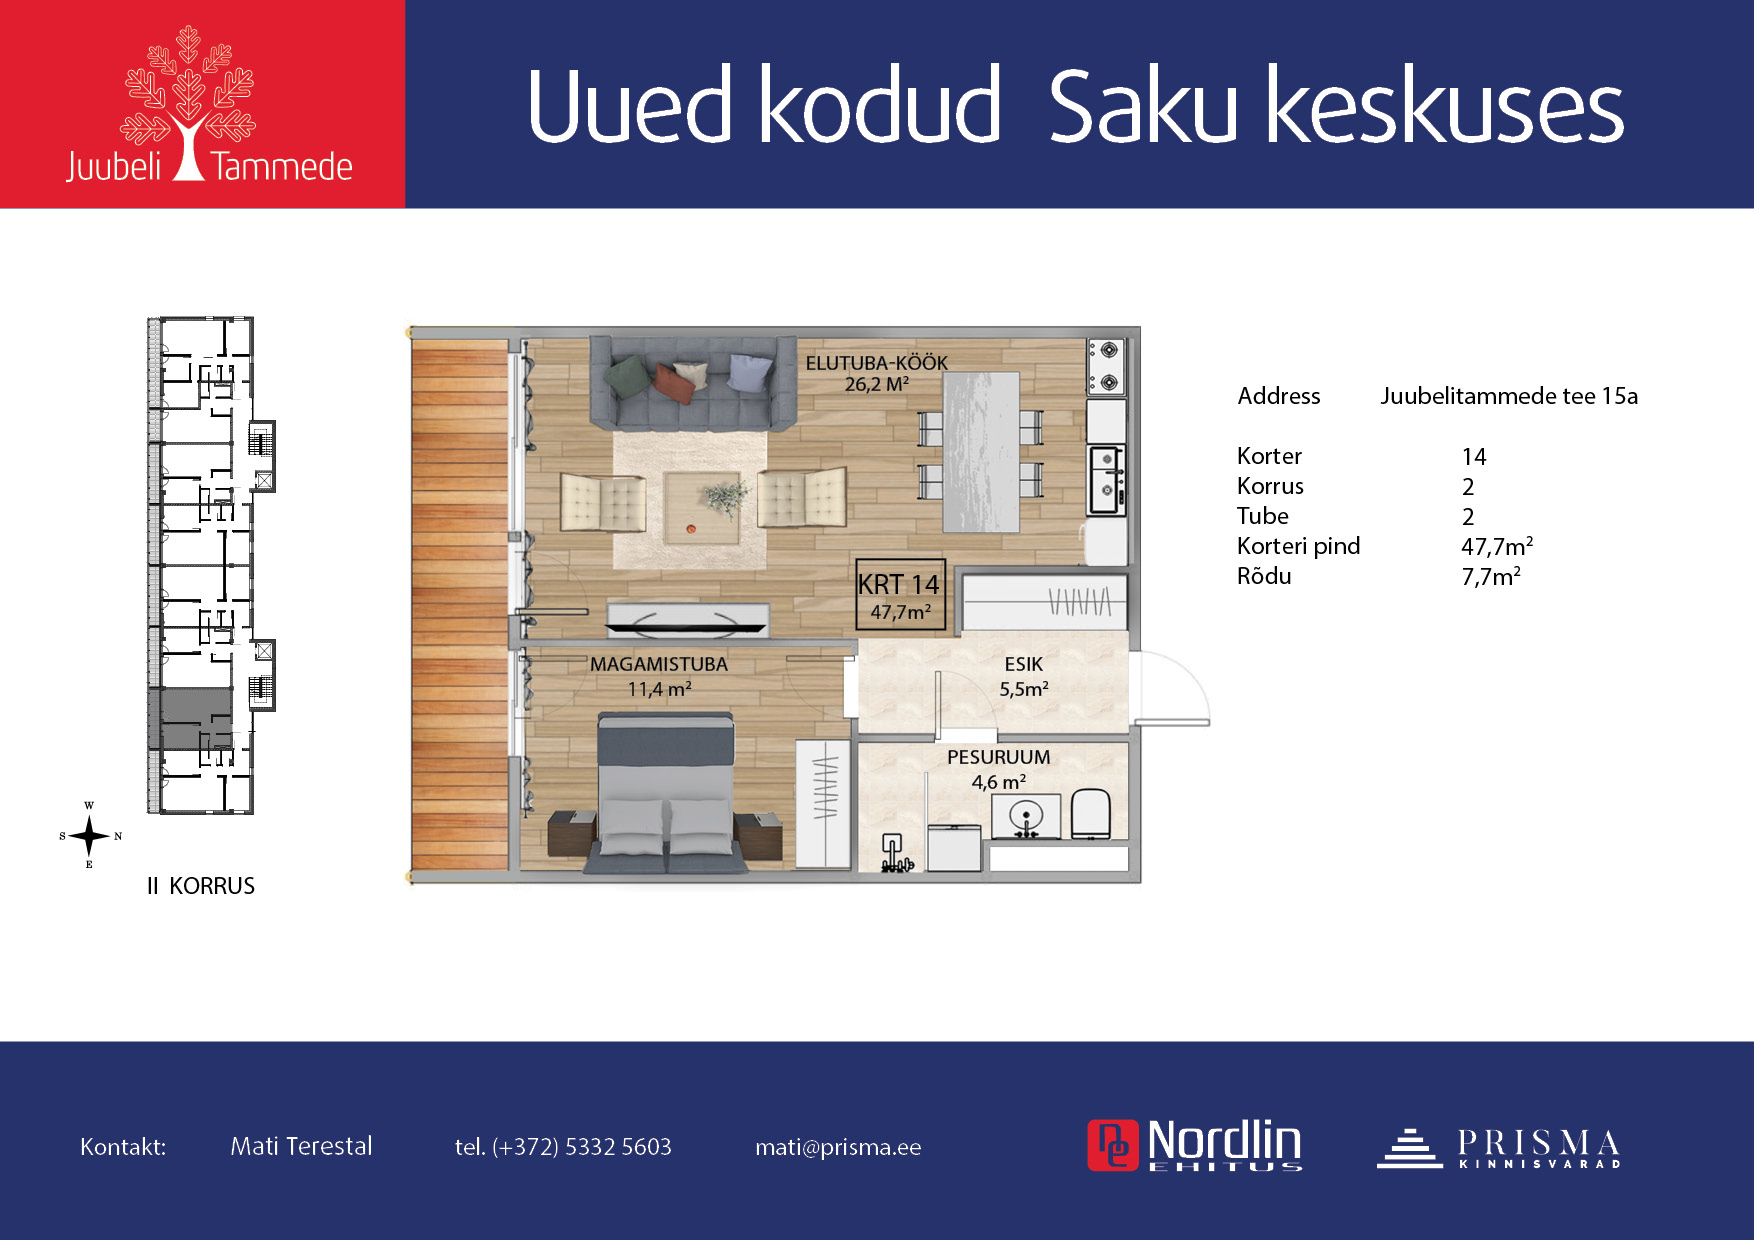 Juubeli Tammede
Uued kodud Saku keskuses
ELUTUBA-KÖÖK
26,2 M²
KRT 14
47,7m²
MAGAMISTUBA
11,4 m²
ESIK
5,5m²
PESURUUM
4,6 m²
Address Juubelitammede tee 15a
Korter 14
Korrus 2
Tube 2
Korteri pind 47,7m²
Rõdu 7,7m²
W
S N
E
II KORRUS
Kontakt: Mati Terestal tel. (+372) 5332 5603 mati@prisma.ee
ne Nordlin
EHITUS
PRISMA
KINNISVARAD